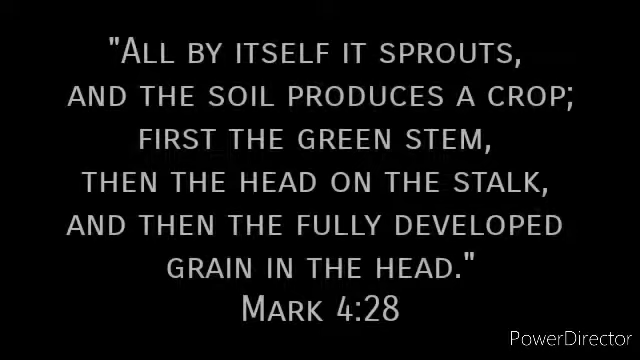 "All by itself it sprouts,
and the soil produces a crop;
first the green stem,
then the head on the stalk,
and then the fully developed
grain in the head."
Mark 4:28
PowerDirector